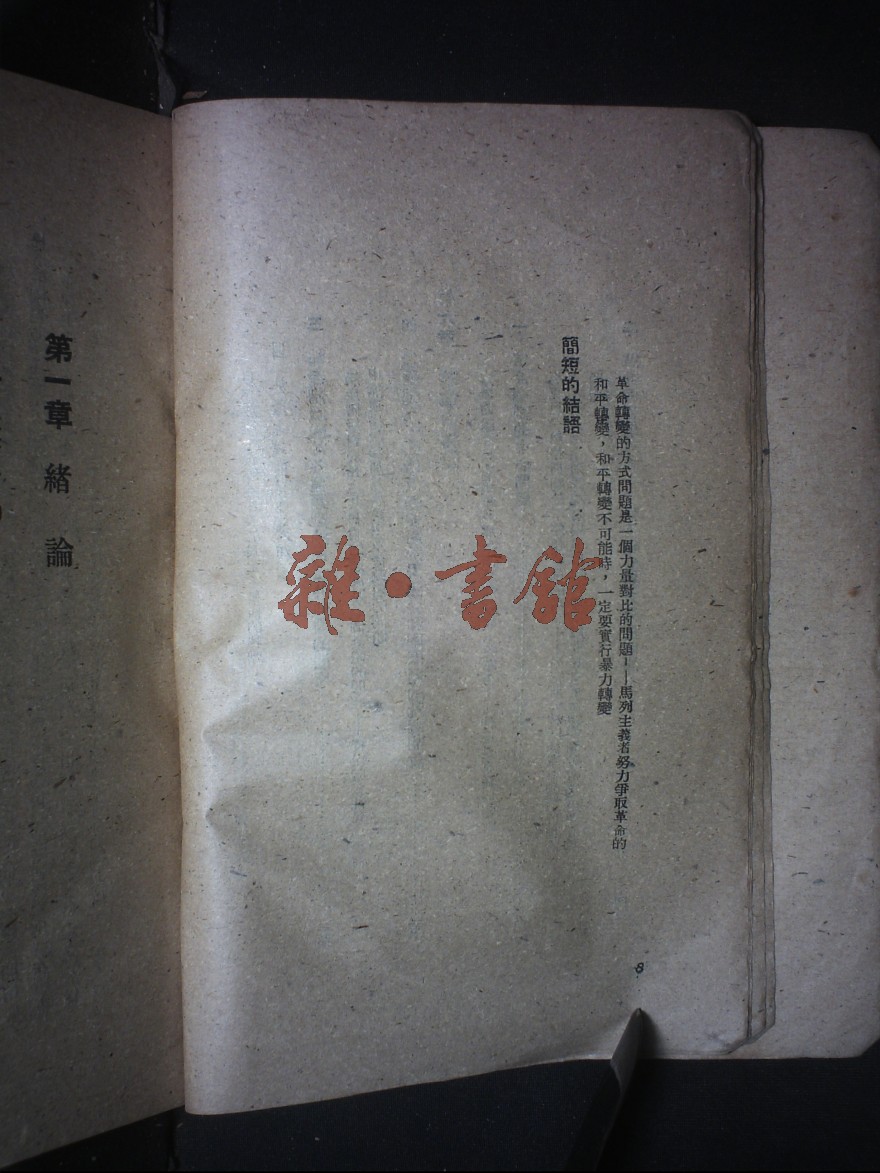 革命轉變的方式問題是一個力量對比的問題——馬列主義者努力爭取革命的
和平轉變，和平轉變不可能時，一定要實行暴力轉變
簡短的結語
8
第一章 緒論
雜·書舘